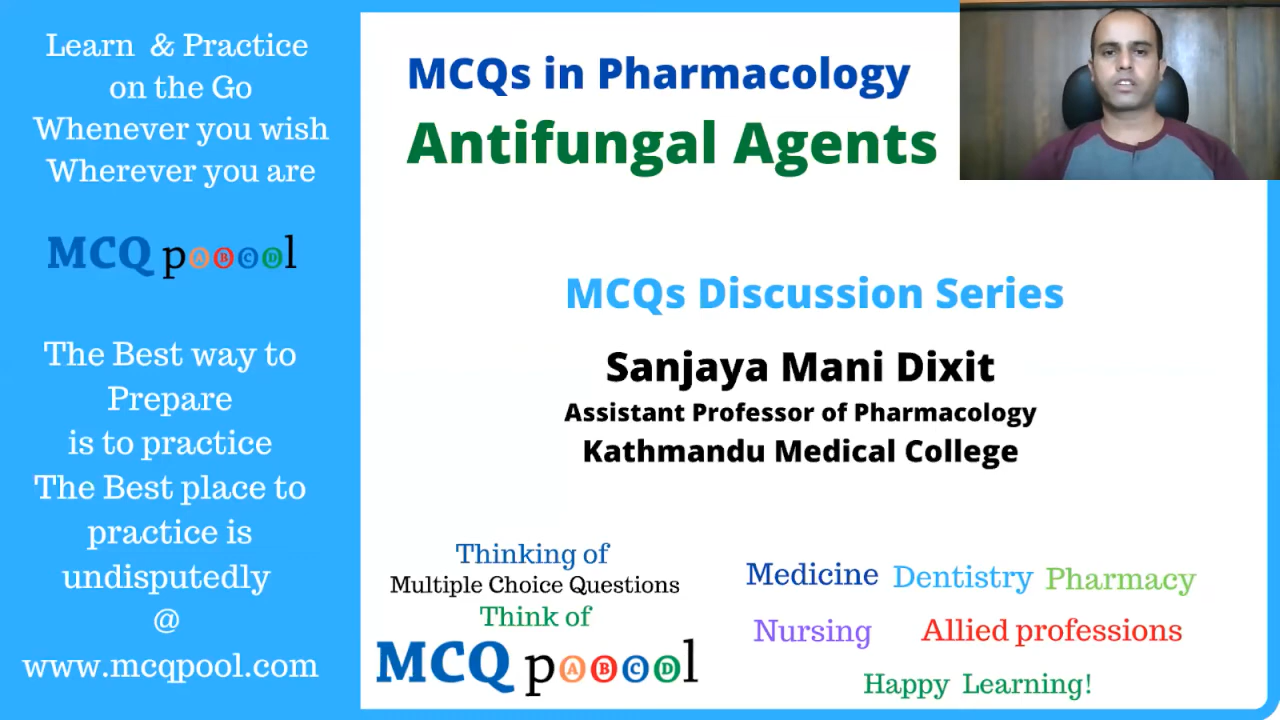 Learn & Practice
on the Go
Whenever you wish
Wherever you are
MCQ pABCDl
The Best way to
Prepare
is to practice
The Best place to
practice is
undisputedly
@
www.mcqpool.com
MCQs in Pharmacology
Antifungal Agents
MCQs Discussion Series
Sanjaya Mani Dixit
Assistant Professor of Pharmacology
Kathmandu Medical College
Thinking of
Multiple Choice Questions
Think of
MCQ pABCDl
Medicine Dentistry Pharmacy
Nursing Allied professions
Happy Learning!